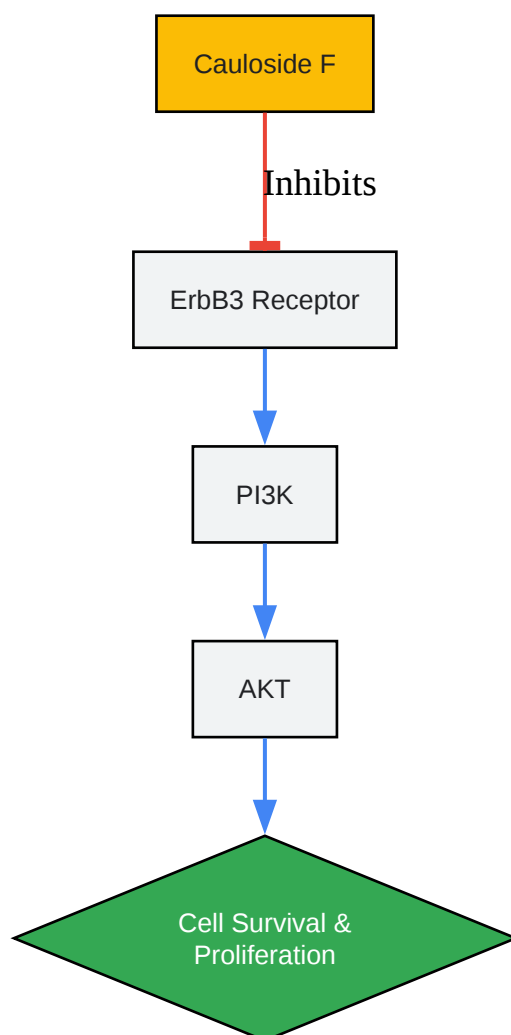 Cauloside F
Inhibits
ErbB3 Receptor
PI3K
AKT
Cell Survival &
Proliferation